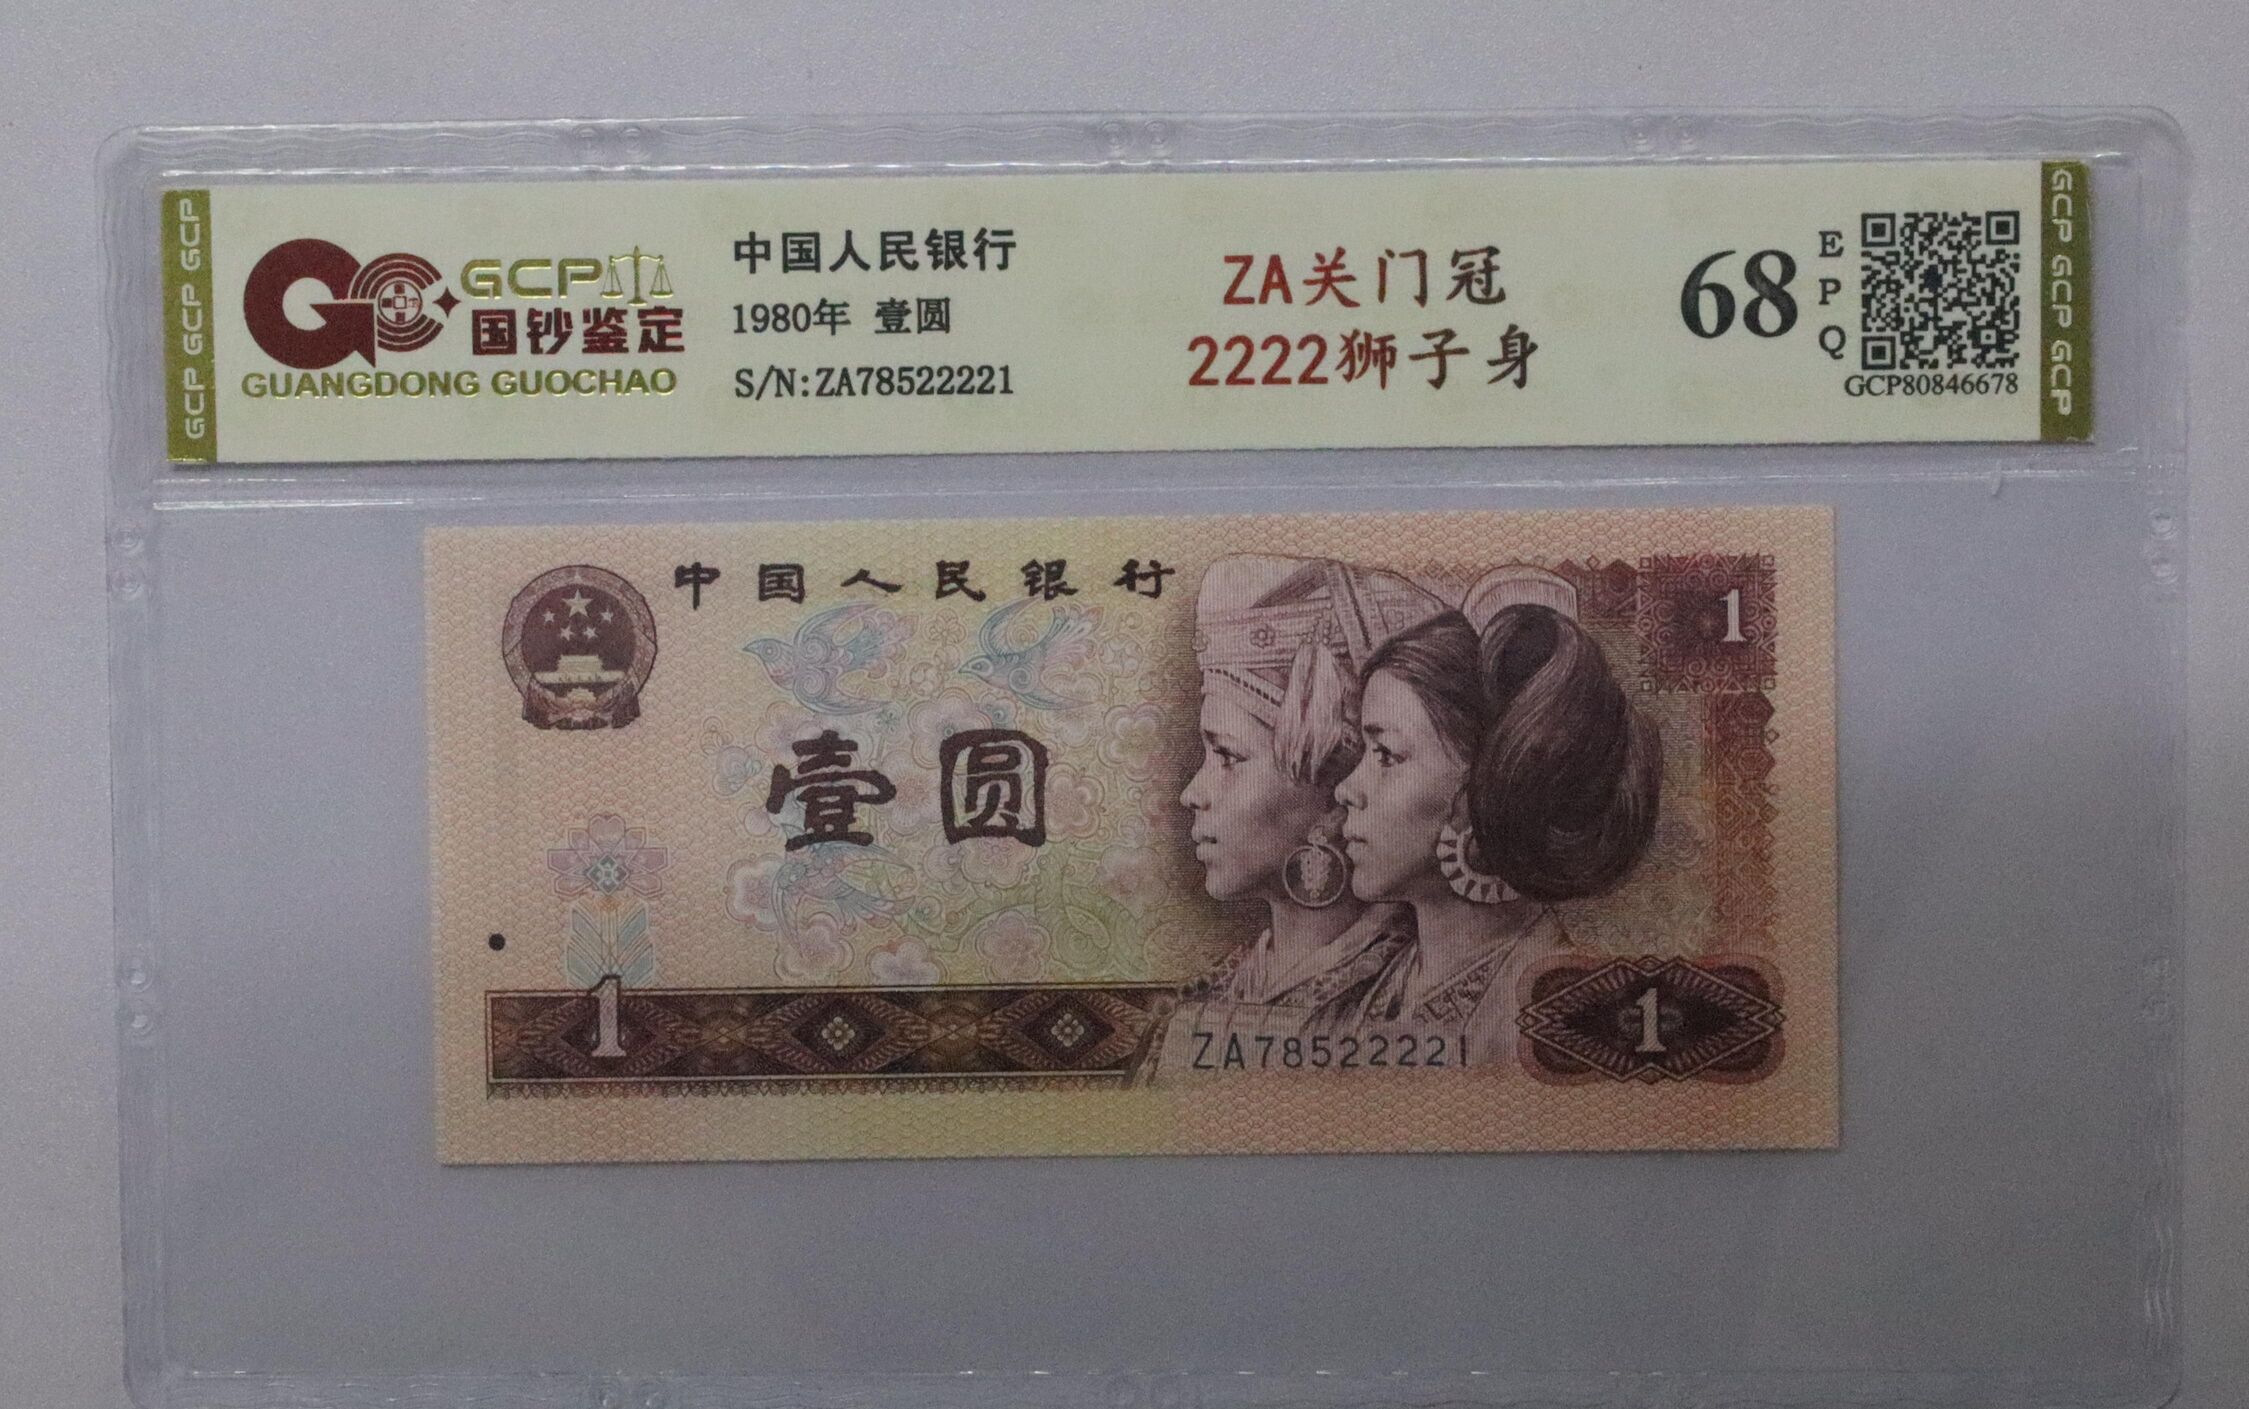 GCP GCP GCP
GCP
国钞鉴定
GUANGDONG GUOCHAO
中国人民银行
1980年 壹圆
S/N:ZA78522221
ZA关门冠
2222狮子身
68
EPQ
GCP80846678
GCP GCP GCP
中国人民银行
1
壹圆
1
1
ZA78522221